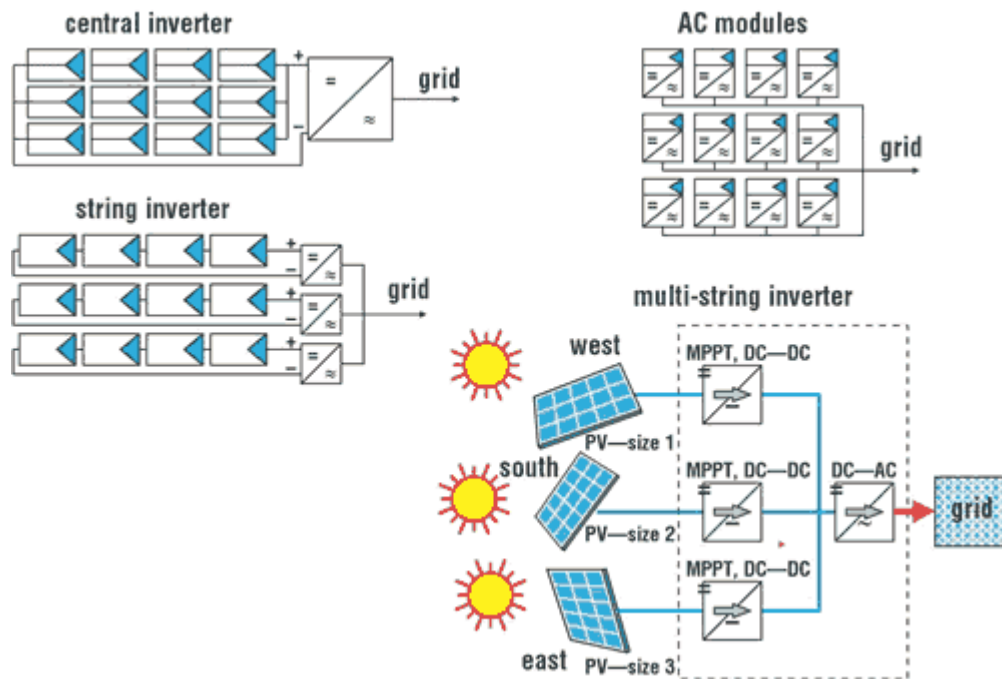 central inverter
+
−
=
≈
grid
string inverter
+
−
=
≈
+
−
=
≈
+
−
=
≈
grid
AC modules
= ≈ = ≈ = ≈ = ≈
= ≈ = ≈ = ≈ = ≈
= ≈ = ≈ = ≈ = ≈
grid
multi-string inverter
west
PV—size 1
MPPT, DC—DC
=
−
south
PV—size 2
MPPT, DC—DC
=
−
DC—AC
=
~
grid
east
PV—size 3
MPPT, DC—DC
=
−